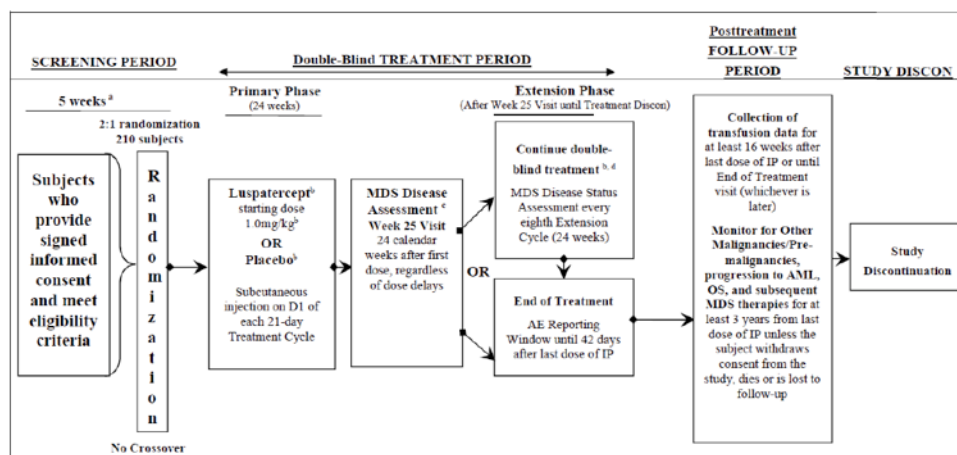 SCREENING PERIOD
Double-Blind TREATMENT PERIOD
Posttreatment
FOLLOW-UP
PERIOD
STUDY DISCON
5 weeks a
2:1 randomization
210 subjects
Primary Phase
(24 weeks)
Extension Phase
(After Week 25 Visit until Treatment Discon)
Subjects
who
provide
signed
informed
consent
and meet
eligibility
criteria
R
a
n
d
o
m
i
z
a
t
i
o
n
No Crossover
Luspatercept b
starting dose
1.0mg/kg b
OR
Placebo b
Subcutaneous
injection on D1 of
each 21-day
Treatment Cycle
MDS Disease
Assessment c
Week 25 Visit
24 calendar
weeks after first
dose, regardless
of dose delays
OR
Continue double-
blind treatment b, d
MDS Disease Status
Assessment every
eighth Extension
Cycle (24 weeks)
End of Treatment
AE Reporting
Window until 42 days
after last dose of IP
Collection of
transfusion data for
at least 16 weeks after
last dose of IP or until
End of Treatment
visit (whichever is
later)
Monitor for Other
Malignancies/Pre-
malignancies,
progression to AML,
OS, and subsequent
MDS therapies for at
least 3 years from last
dose of IP unless the
subject withdraws
consent from the
study, dies or is lost to
follow-up
Study
Discontinuation